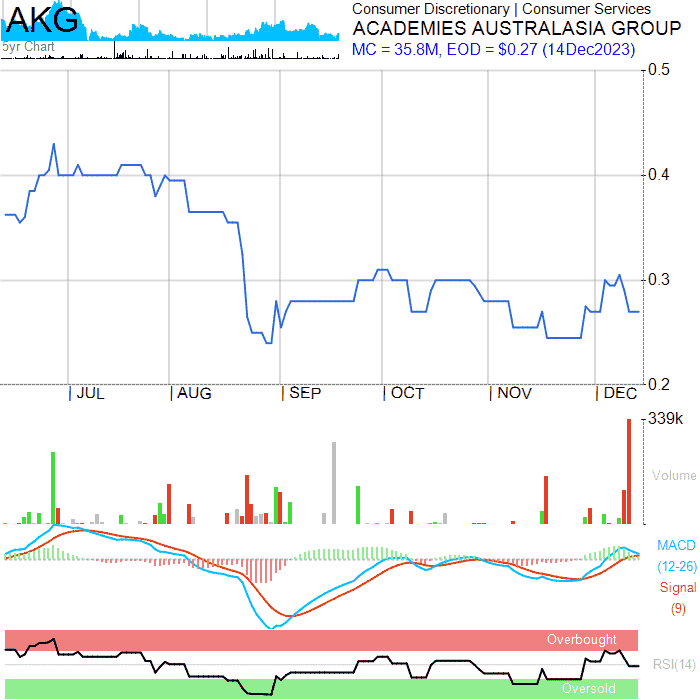 AKG
5yr Chart
Consumer Discretionary | Consumer Services
ACADEMIES AUSTRALASIA GROUP
MC = 35.8M, EOD = $0.27 (14Dec2023)
0.5
0.4
0.3
0.2
| JUL | AUG | SEP | OCT | NOV | DEC
339k
Volume
MACD
(12-26)
Signal
(9)
Overbought
RSI(14)
Oversold